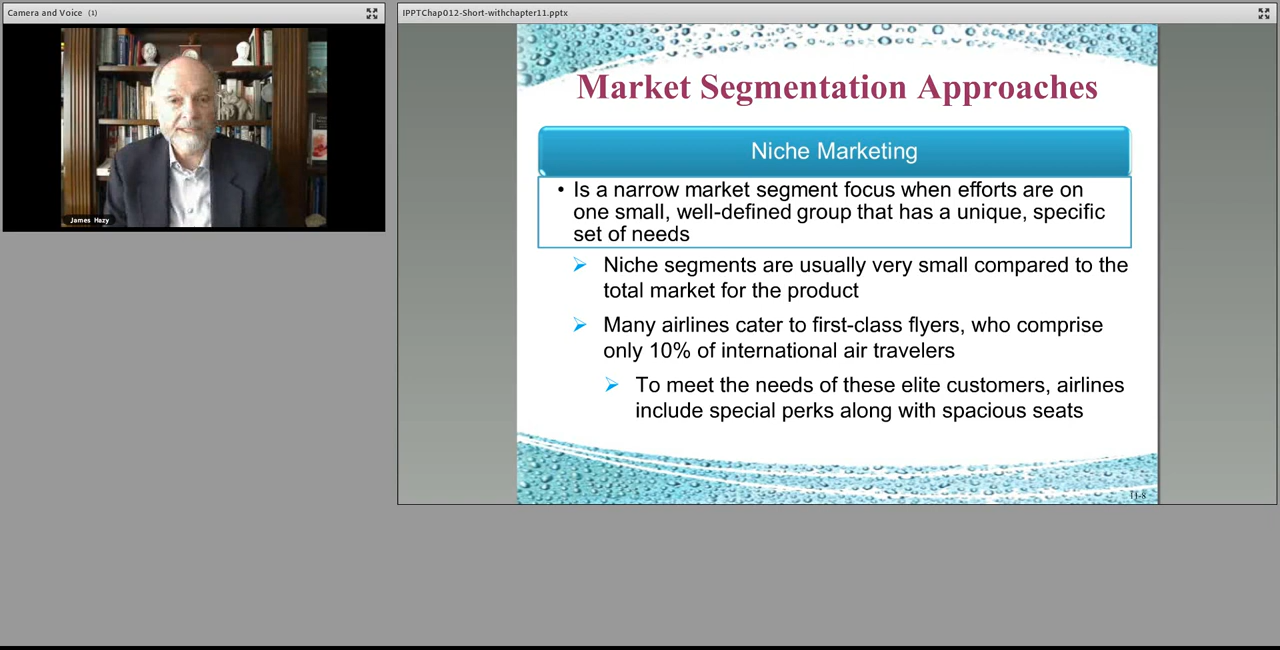 Camera and Voice (1)
James Hazy
IPPTChap012-Short-withchapter11.pptx
Market Segmentation Approaches
Niche Marketing
• Is a narrow market segment focus when efforts are on
one small, well-defined group that has a unique, specific
set of needs
Niche segments are usually very small compared to the
total market for the product
Many airlines cater to first-class flyers, who comprise
only 10% of international air travelers
To meet the needs of these elite customers, airlines
include special perks along with spacious seats
11-8